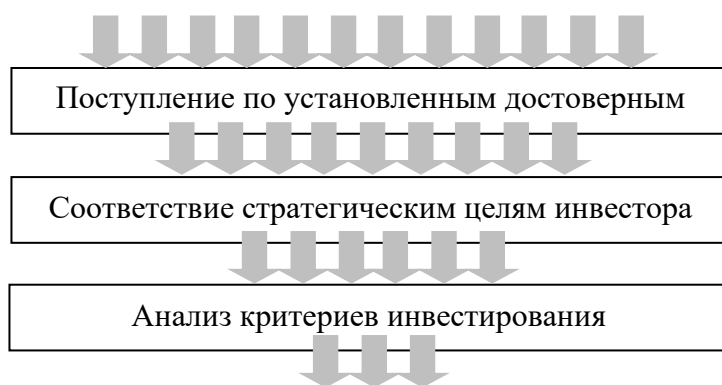 Поступление по установленным достоверным
Соответствие стратегическим целям инвестора
Анализ критериев инвестирования